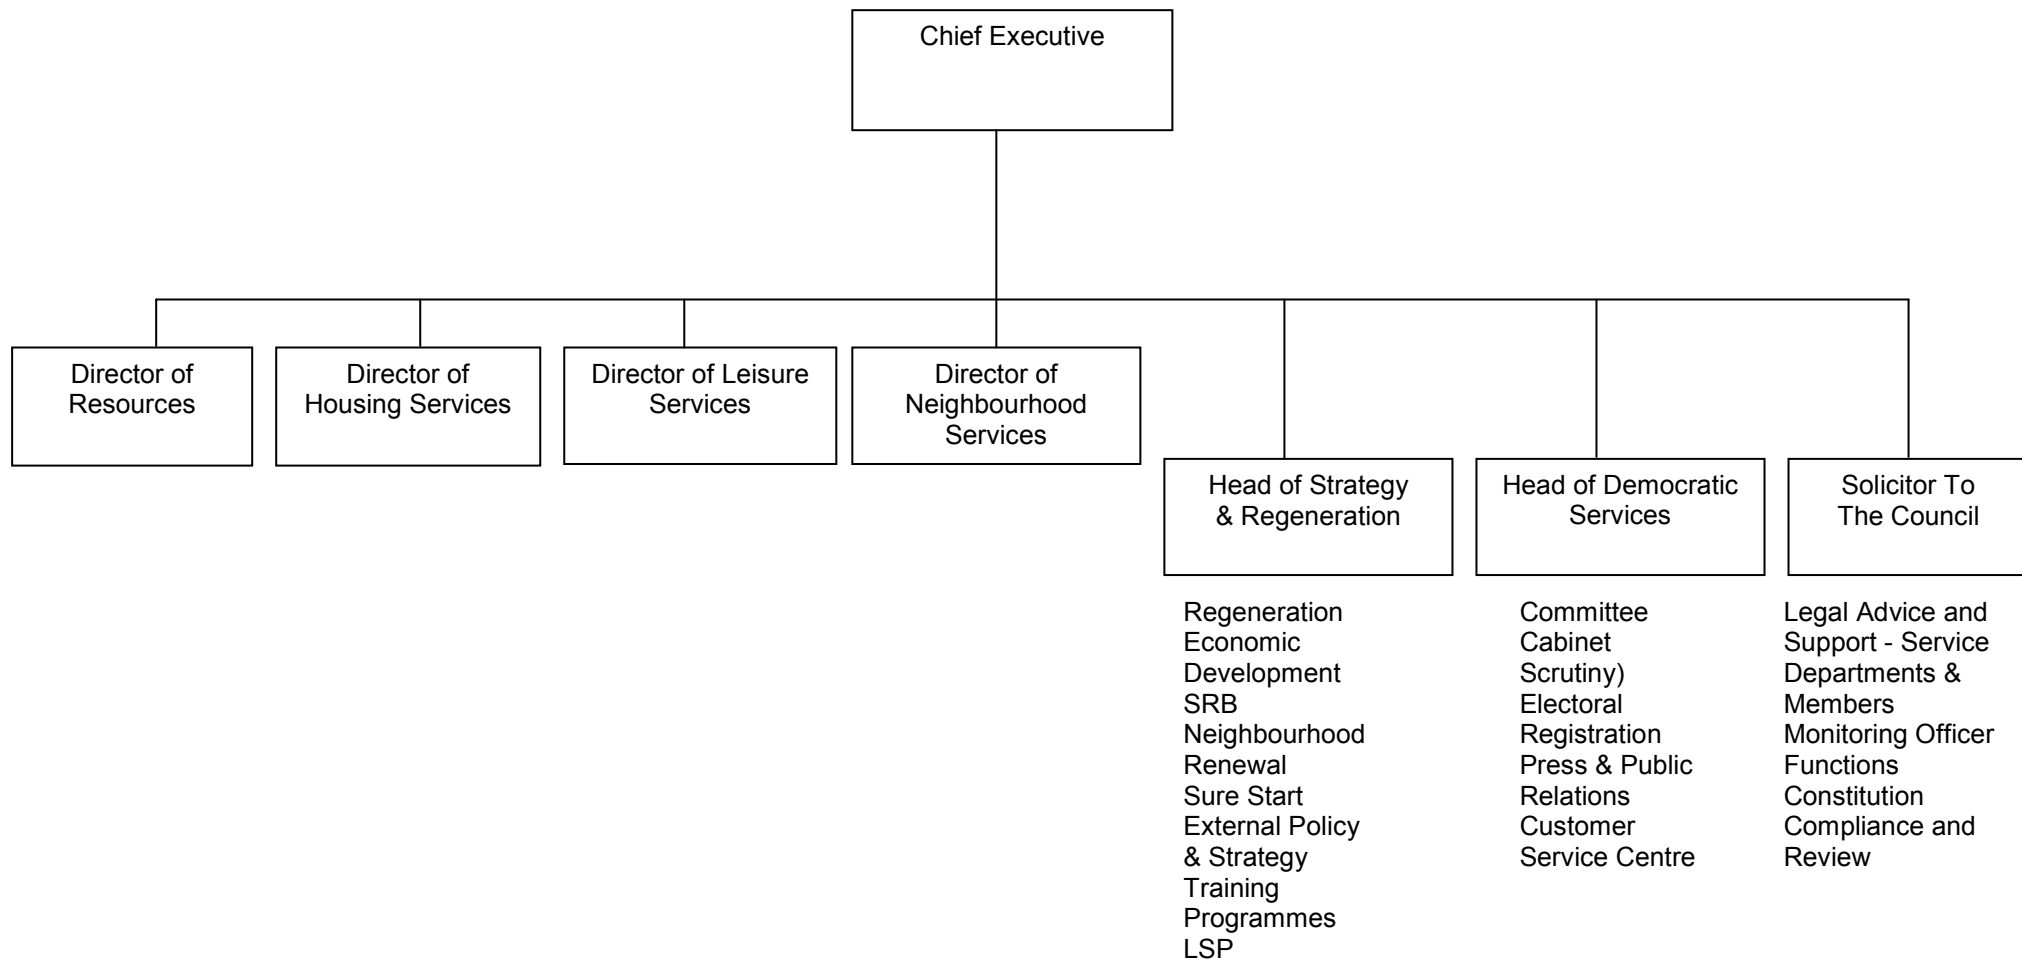 Chief Executive
Director of
Resources
Director of
Housing Services
Director of Leisure
Services
Director of
Neighbourhood
Services
Head of Strategy
& Regeneration
Head of Democratic
Services
Solicitor To
The Council
Regeneration
Economic
Development
SRB
Neighbourhood
Renewal
Sure Start
External Policy
& Strategy
Training
Programmes
LSP
Committee
Cabinet
Scrutiny)
Electoral
Registration
Press & Public
Relations
Customer
Service Centre
Legal Advice and
Support - Service
Departments &
Members
Monitoring Officer
Functions
Constitution
Compliance and
Review